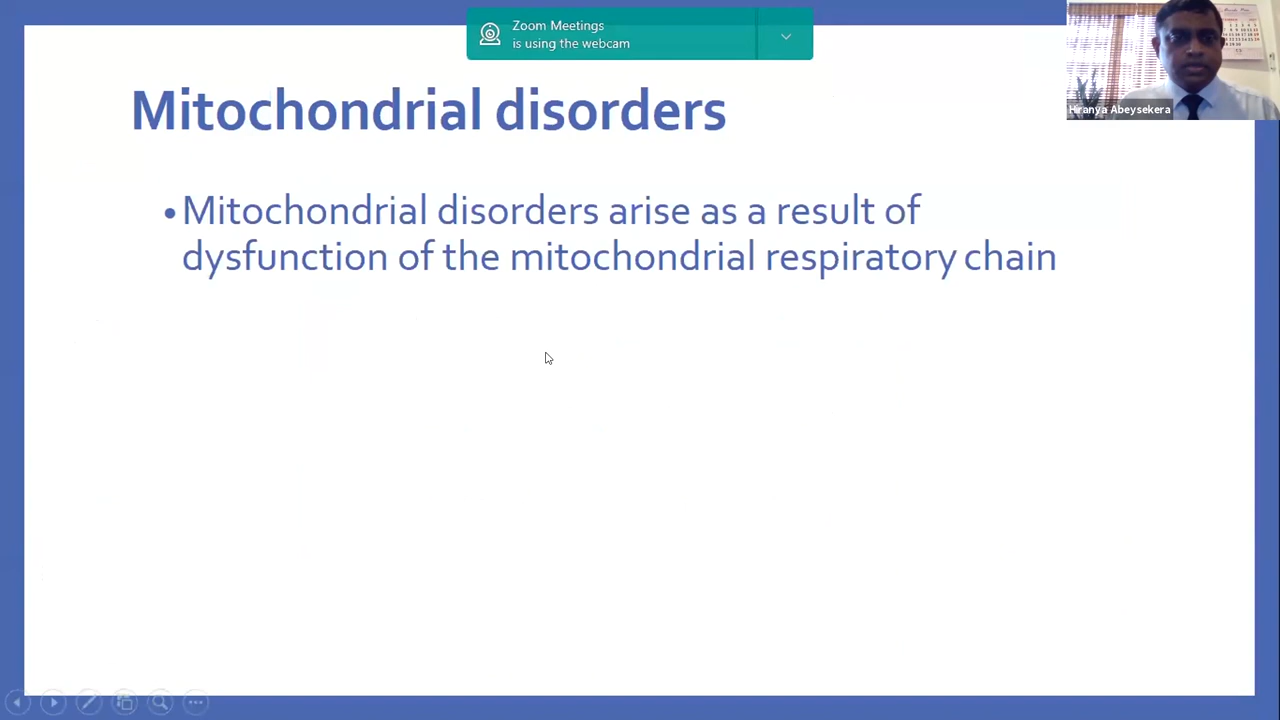 Zoom Meetings
is using the webcam
Hiranya Abeysekera
Mitochondrial disorders
• Mitochondrial disorders arise as a result of
dysfunction of the mitochondrial respiratory chain